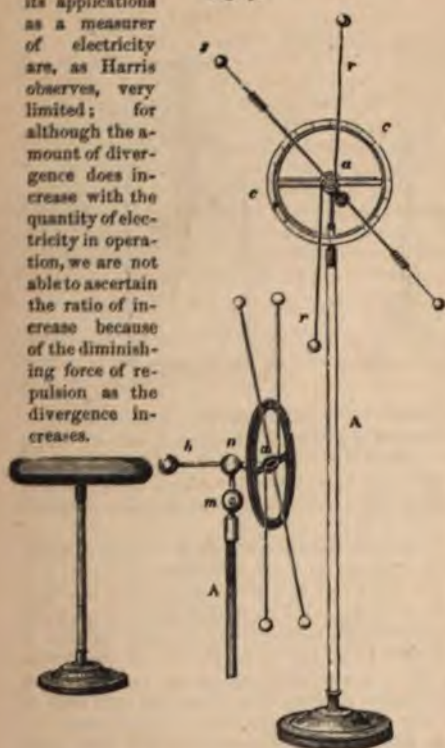 its applications
as a measurer
of electricity
are, as Harris
observes, very
limited; for
although the a-
mount of diver-
gence does in-
crease with the
quantity of elec-
tricity in opera-
tion, we are not
able to ascertain
the ratio of in-
crease because
of the diminish-
ing force of re-
pulsion as the
divergence in-
creases.
s
r
c
a
c
r
A
h
n
a
m
A